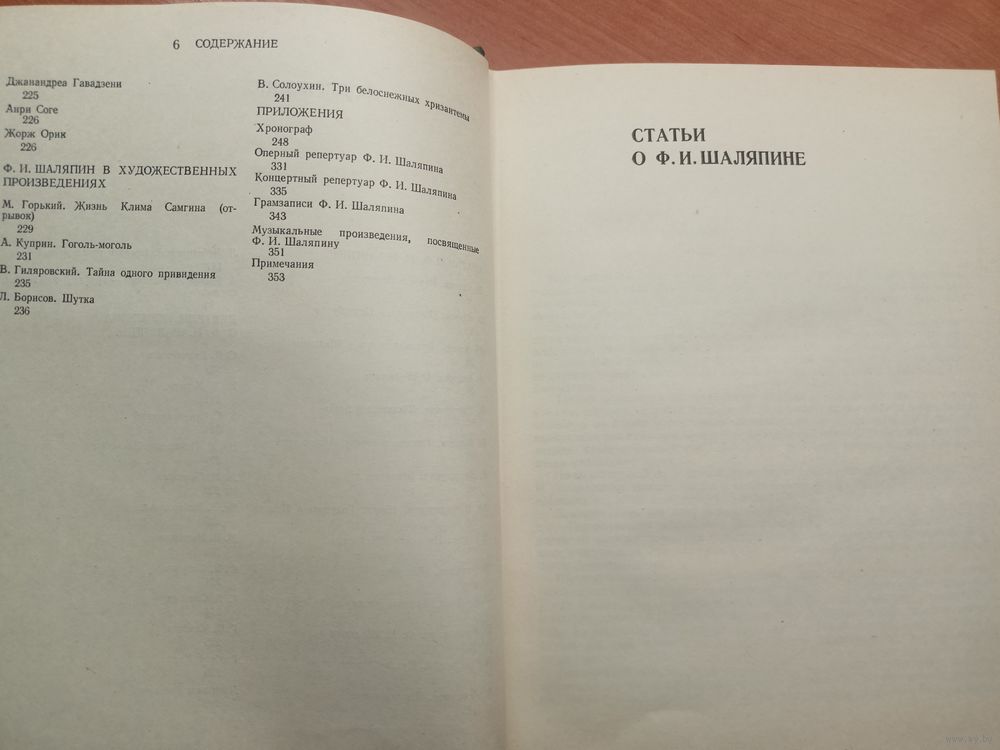 6 СОДЕРЖАНИЕ
Джанандреа Гавадзени
225
Анри Соге
226
Жорж Орик
226
Ф. И. ШАЛЯПИН В ХУДОЖЕСТВЕННЫХ
ПРОИЗВЕДЕНИЯХ
М. Горький. Жизнь Клима Самгина (от-
рывок)
229
А. Куприн. Гоголь-моголь
231
В. Гиляровский. Тайна одного привидения
235
Л. Борисов. Шутка
236
В. Солоухин. Три белоснежных хризантемы
241
ПРИЛОЖЕНИЯ
Хронограф
248
Оперный репертуар Ф. И. Шаляпина
331
Концертный репертуар Ф. И. Шаляпина
335
Грамзаписи Ф. И. Шаляпина
343
Музыкальные произведения, посвященные
Ф. И. Шаляпину
351
Примечания
353
СТАТЬИ
О Ф. И. ШАЛЯПИНЕ